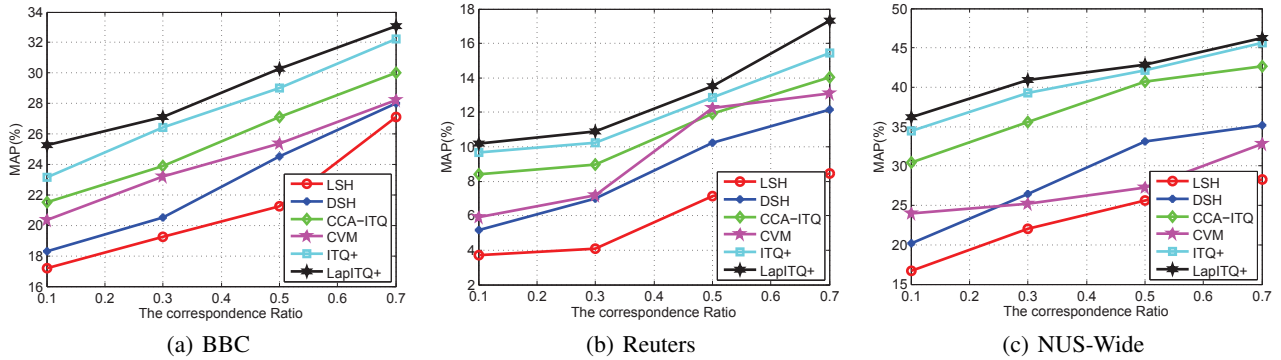 34
32
30
28
26
24
22
20
18
16
MAP(%)
0.1 0.2 0.3 0.4 0.5 0.6 0.7
The correspondence Ratio
LSH
DSH
CCA-ITQ
CVM
ITQ+
LapITQ+
(a) BBC
18
16
14
12
10
8
6
4
2
MAP(%)
0.1 0.2 0.3 0.4 0.5 0.6 0.7
The correspondence Ratio
LSH
DSH
CCA-ITQ
CVM
ITQ+
LapITQ+
(b) Reuters
50
45
40
35
30
25
20
15
MAP(%)
0.1 0.2 0.3 0.4 0.5 0.6 0.7
The correspondence Ratio
LSH
DSH
CCA-ITQ
CVM
ITQ+
LapITQ+
(c) NUS-Wide